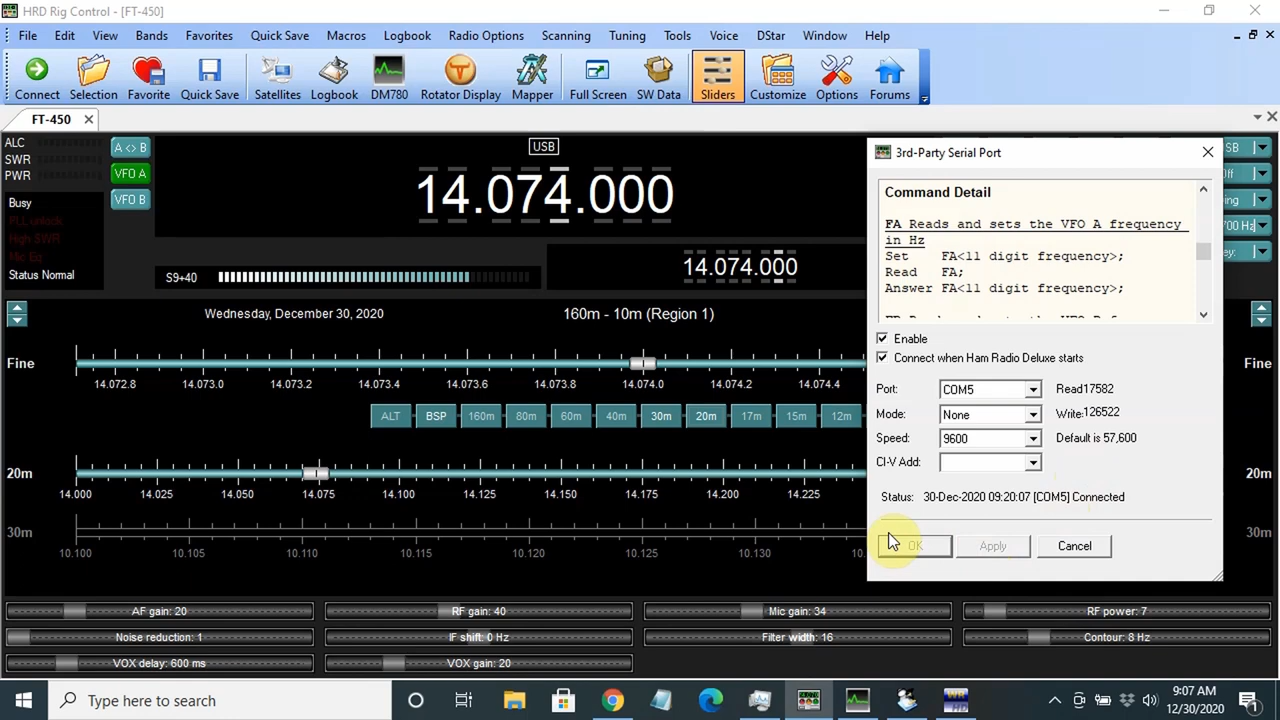 HRD Rig Control - [FT-450]
File Edit View Bands Favorites Quick Save Macros Logbook Radio Options Scanning Tuning Tools Voice DStar Window Help
Connect Selection Favorite Quick Save Satellites Logbook DM780 Rotator Display Mapper Full Screen SW Data Sliders Customize Options Forums
FT-450
ALC
SWR
PWR
A <> B
VFO A
VFO B
Busy
PLL unlock
High SWR
Mic Eq
Status Normal
USB
14.074.000
S9+40
14.074.000
Wednesday, December 30, 2020
160m - 10m (Region 1)
Fine
14.072.8 14.073.0 14.073.2 14.073.4 14.073.6 14.073.8 14.074.0 14.074.2 14.074.4
Fine
ALT BSP 160m 80m 60m 40m 30m 20m 17m 15m 12m
20m
14.000 14.025 14.050 14.075 14.100 14.125 14.150 14.175 14.200 14.225
20m
30m
10.100 10.110 10.120 10.130
30m
3rd-Party Serial Port
Command Detail
FA Reads and sets the VFO A frequency
in Hz
Set FA<11 digit frequency>;
Read FA;
Answer FA<11 digit frequency>;
Enable
Connect when Ham Radio Deluxe starts
Port: COM5 Read17582
Mode: None Write:126522
Speed: 9600 Default is 57,600
CI-V Add:
Status: 30-Dec-2020 09:20:07 [COM5] Connected
OK Apply Cancel
AF gain: 20 RF gain: 40 Mic gain: 34 RF power: 7
Noise reduction: 1 IF shift: 0 Hz Filter width: 16 Contour: 8 Hz
VOX delay: 600 ms VOX gain: 20
Type here to search
9:07 AM
12/30/2020